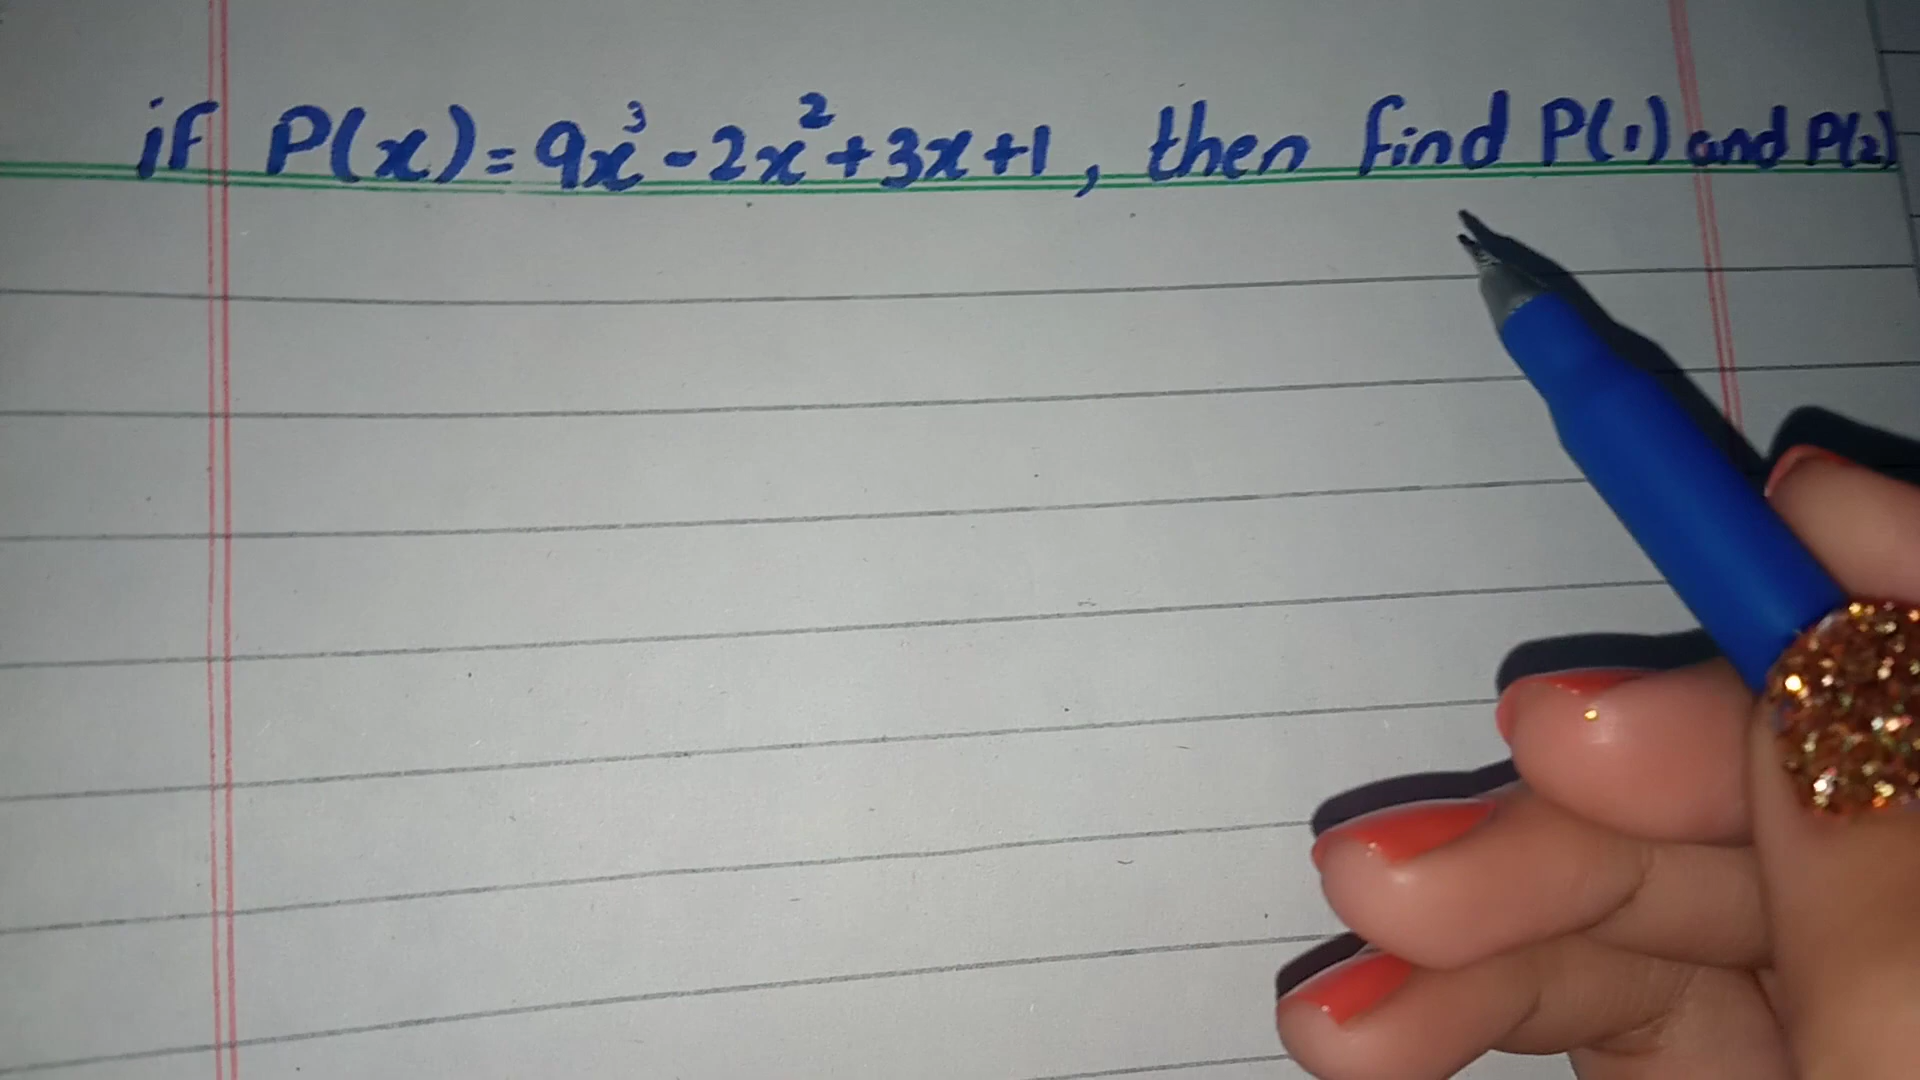 if P(x)=9x³-2x²+3x+1, then find P(1) and P(2)